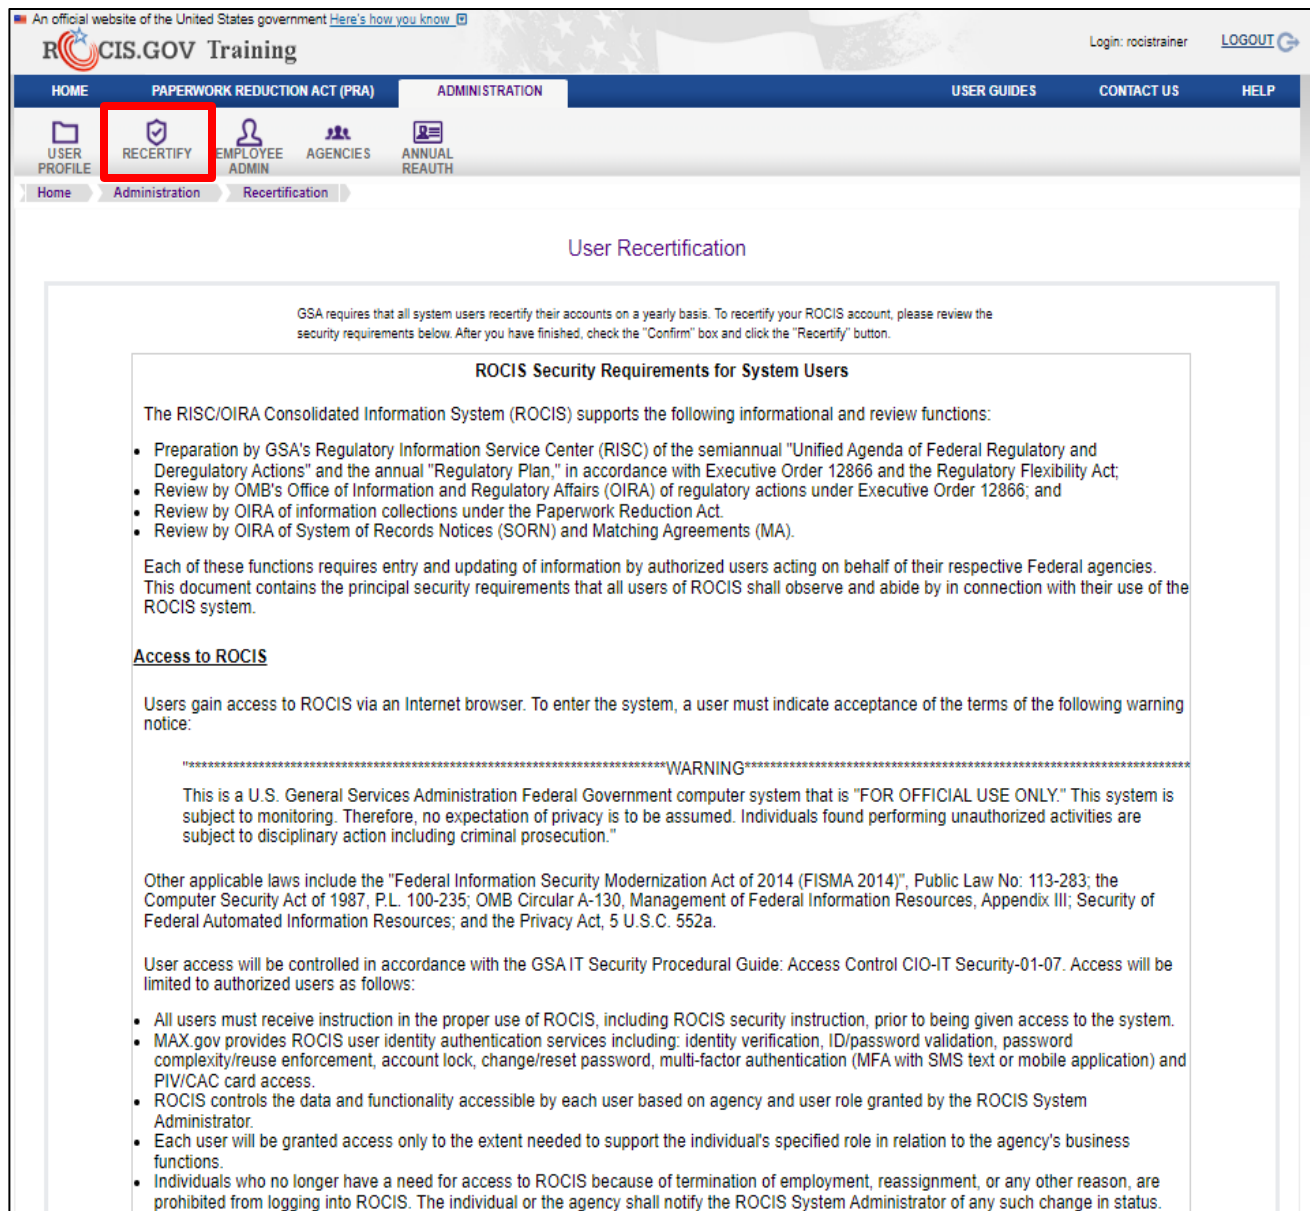 An official website of the United States government Here's how you know
ROCIS.GOV Training
Login: rocistrainer
LOGOUT
HOME
PAPERWORK REDUCTION ACT (PRA)
ADMINISTRATION
USER GUIDES
CONTACT US
HELP
USER PROFILE
RECERTIFY
EMPLOYEE ADMIN
AGENCIES
ANNUAL REAUTH
Home
Administration
Recertification
User Recertification
GSA requires that all system users recertify their accounts on a yearly basis. To recertify your ROCIS account, please review the
security requirements below. After you have finished, check the "Confirm" box and click the "Recertify" button.
ROCIS Security Requirements for System Users
The RISC/OIRA Consolidated Information System (ROCIS) supports the following informational and review functions:
• Preparation by GSA's Regulatory Information Service Center (RISC) of the semiannual "Unified Agenda of Federal Regulatory and
Deregulatory Actions" and the annual "Regulatory Plan," in accordance with Executive Order 12866 and the Regulatory Flexibility Act;
• Review by OMB's Office of Information and Regulatory Affairs (OIRA) of regulatory actions under Executive Order 12866; and
• Review by OIRA of information collections under the Paperwork Reduction Act.
• Review by OIRA of System of Records Notices (SORN) and Matching Agreements (MA).
Each of these functions requires entry and updating of information by authorized users acting on behalf of their respective Federal agencies.
This document contains the principal security requirements that all users of ROCIS shall observe and abide by in connection with their use of the
ROCIS system.
Access to ROCIS
Users gain access to ROCIS via an Internet browser. To enter the system, a user must indicate acceptance of the terms of the following warning
notice:
"***************************************************************************WARNING**********************************************************************
This is a U.S. General Services Administration Federal Government computer system that is "FOR OFFICIAL USE ONLY." This system is
subject to monitoring. Therefore, no expectation of privacy is to be assumed. Individuals found performing unauthorized activities are
subject to disciplinary action including criminal prosecution."
Other applicable laws include the "Federal Information Security Modernization Act of 2014 (FISMA 2014)", Public Law No: 113-283; the
Computer Security Act of 1987, P.L. 100-235; OMB Circular A-130, Management of Federal Information Resources, Appendix III; Security of
Federal Automated Information Resources; and the Privacy Act, 5 U.S.C. 552a.
User access will be controlled in accordance with the GSA IT Security Procedural Guide: Access Control CIO-IT Security-01-07. Access will be
limited to authorized users as follows:
• All users must receive instruction in the proper use of ROCIS, including ROCIS security instruction, prior to being given access to the system.
• MAX.gov provides ROCIS user identity authentication services including: identity verification, ID/password validation, password
complexity/reuse enforcement, account lock, change/reset password, multi-factor authentication (MFA with SMS text or mobile application) and
PIV/CAC card access.
• ROCIS controls the data and functionality accessible by each user based on agency and user role granted by the ROCIS System
Administrator.
• Each user will be granted access only to the extent needed to support the individual's specified role in relation to the agency's business
functions.
• Individuals who no longer have a need for access to ROCIS because of termination of employment, reassignment, or any other reason, are
prohibited from logging into ROCIS. The individual or the agency shall notify the ROCIS System Administrator of any such change in status.